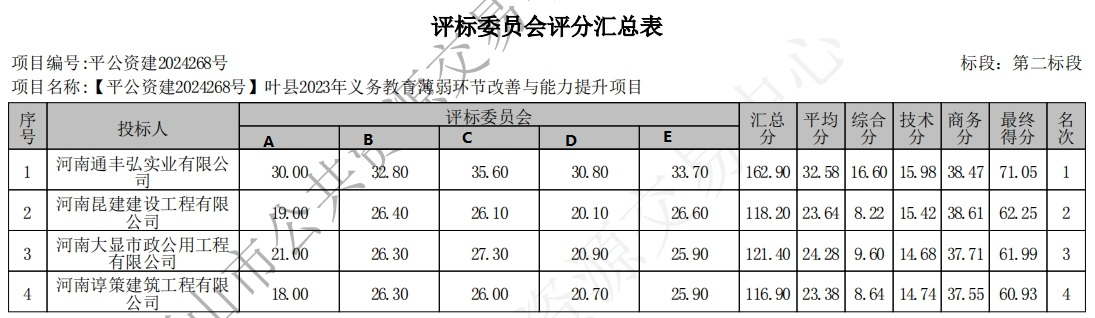 评标委员会评分汇总表
项目编号:平公资建2024268号 标段：第二标段
项目名称:【平公资建2024268号】叶县2023年义务教育薄弱环节改善与能力提升项目
序号 投标人 评标委员会 汇总分 平均分 综合分 技术分 商务分 最终得分 名次
A B C D E
1 河南通丰弘实业有限公司 30.00 32.80 35.60 30.80 33.70 162.90 32.58 16.60 15.98 38.47 71.05 1
2 河南昆建建设工程有限公司 19.00 26.40 26.10 20.10 26.60 118.20 23.64 8.22 15.42 38.61 62.25 2
3 河南大显市政公用工程有限公司 21.00 26.30 27.30 20.90 25.90 121.40 24.28 9.60 14.68 37.71 61.99 3
4 河南谆策建筑工程有限公司 18.00 26.30 26.00 20.70 25.90 116.90 23.38 8.64 14.74 37.55 60.93 4